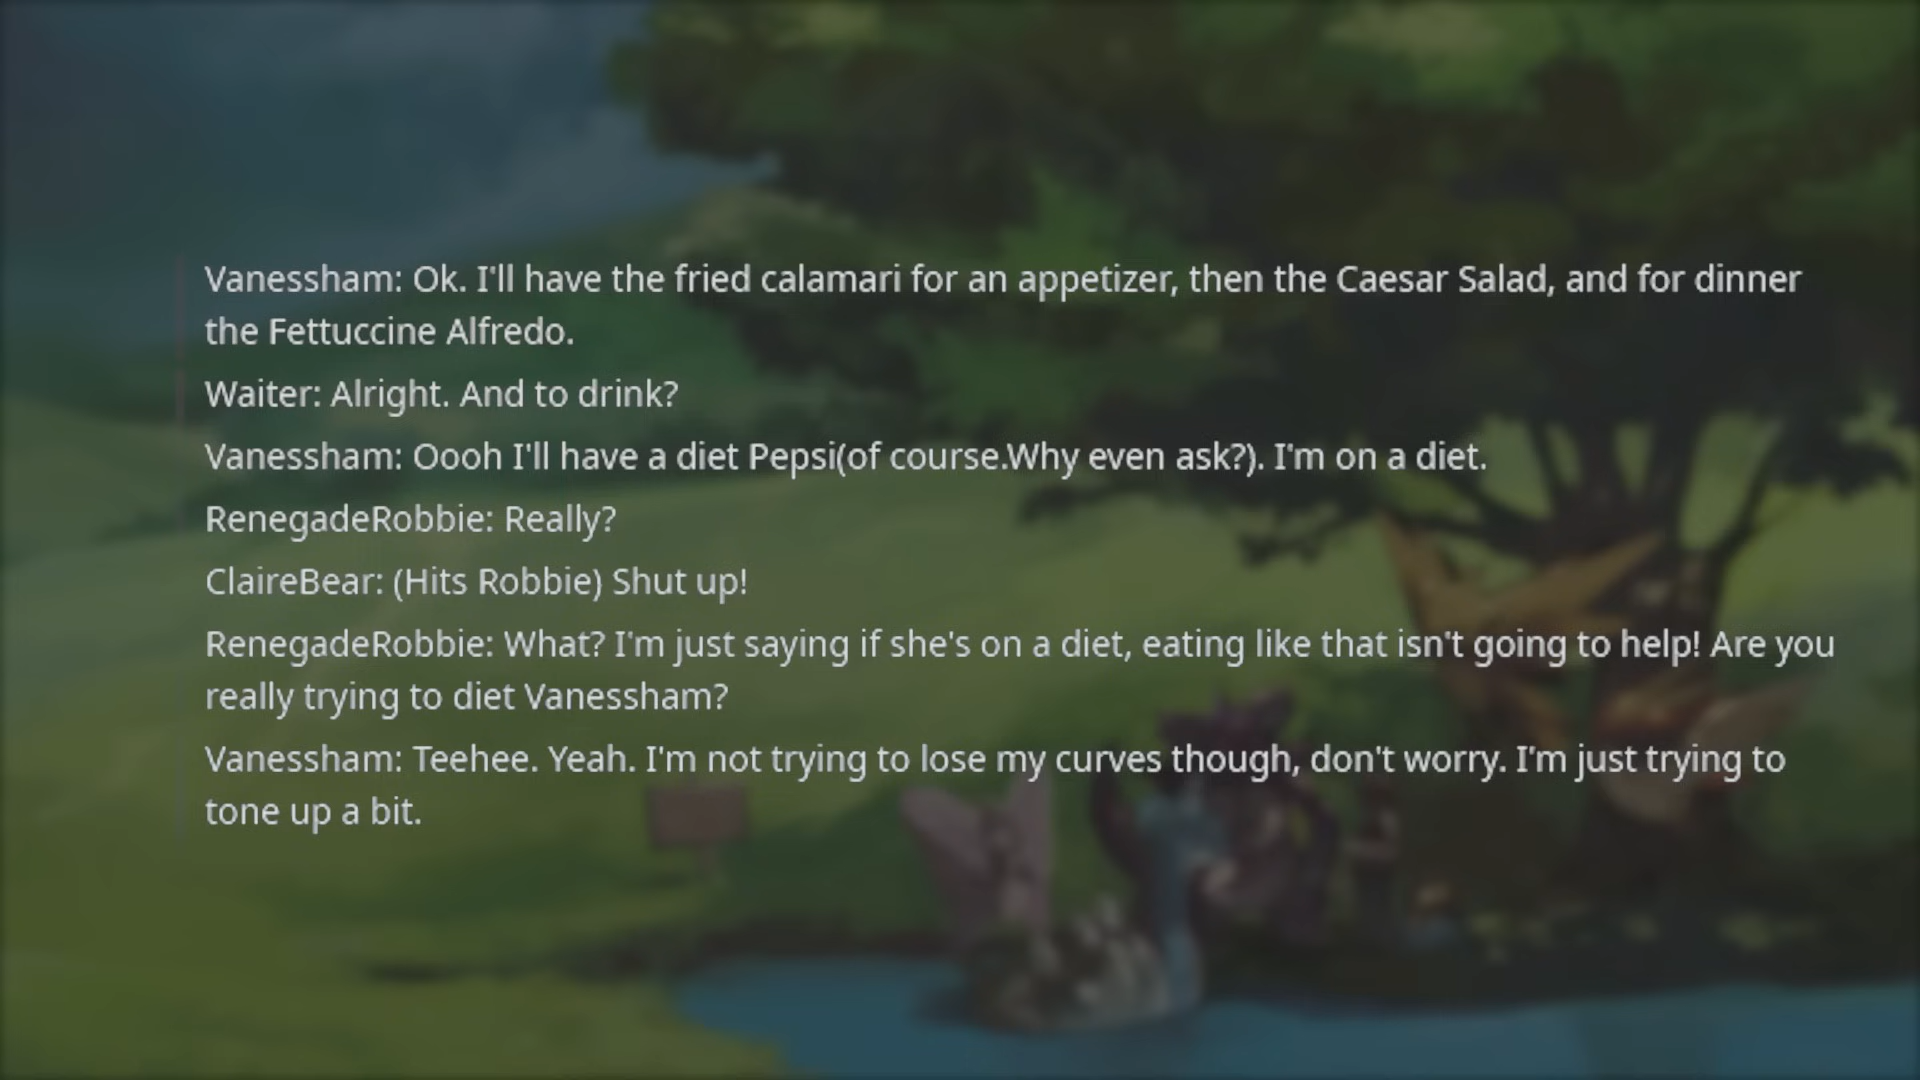 Vanessham: Ok. I'll have the fried calamari for an appetizer, then the Caesar Salad, and for dinner
the Fettuccine Alfredo.
Waiter: Alright. And to drink?
Vanessham: Oooh I'll have a diet Pepsi(of course.Why even ask?). I'm on a diet.
RenegadeRobbie: Really?
ClaireBear: (Hits Robbie) Shut up!
RenegadeRobbie: What? I'm just saying if she's on a diet, eating like that isn't going to help! Are you
really trying to diet Vanessham?
Vanessham: Teehee. Yeah. I'm not trying to lose my curves though, don't worry. I'm just trying to
tone up a bit.